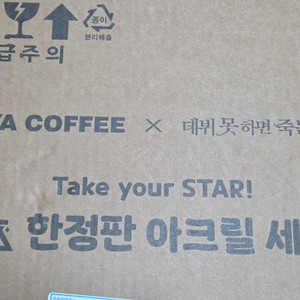 종이
분리배출
급주의
YA COFFEE × 데뷔 못 하면 죽는
Take your STAR!
한정판 아크릴 세